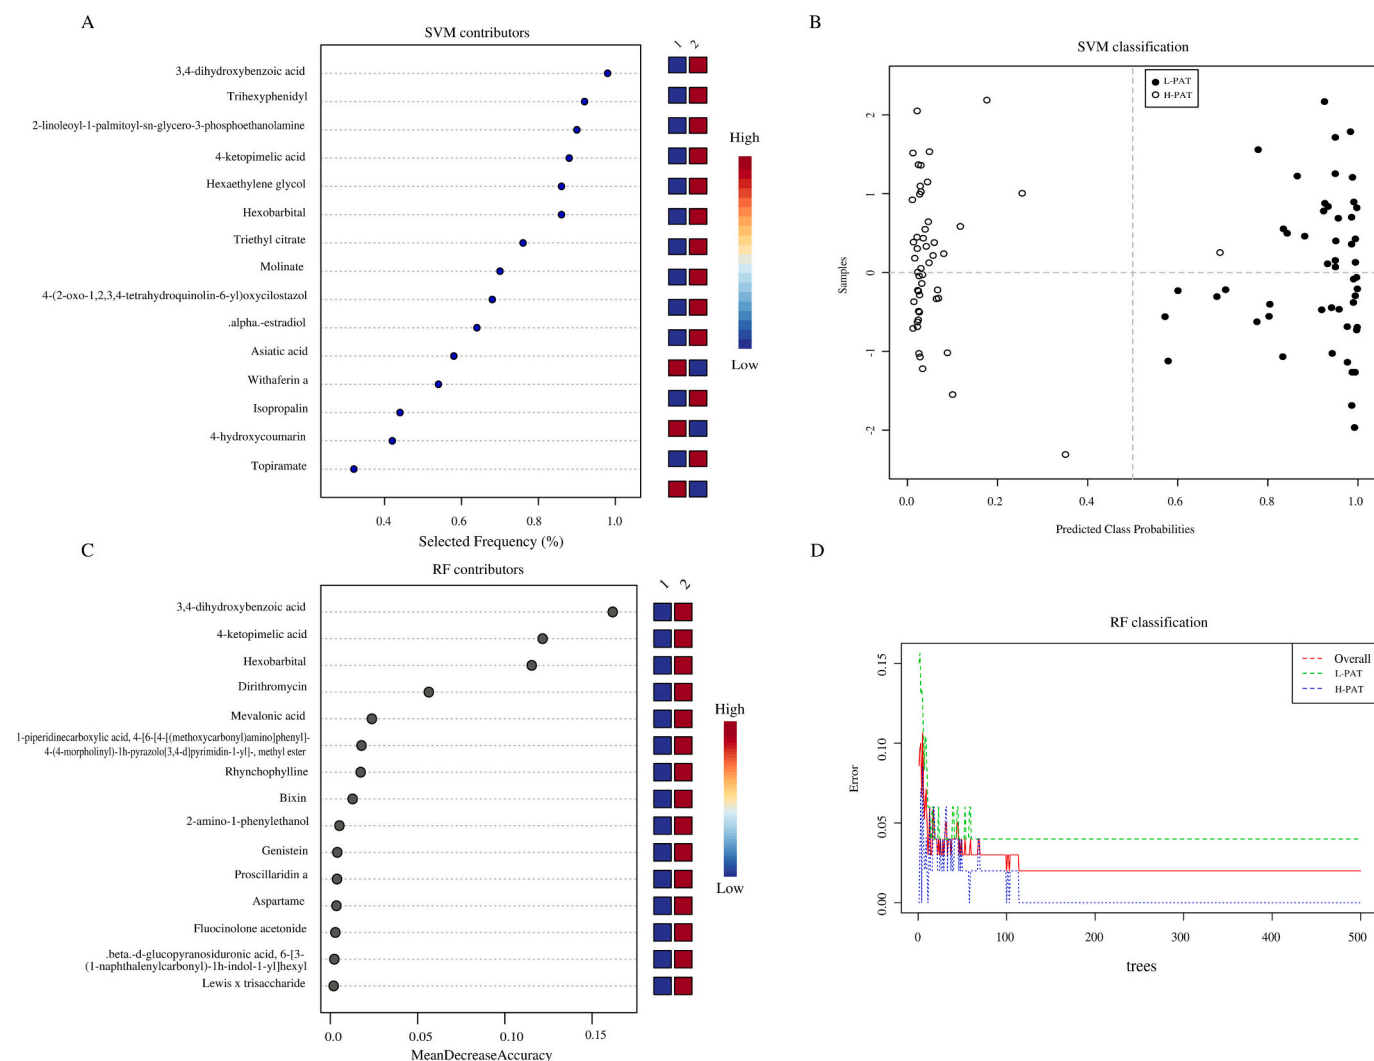 A
SVM contributors
1 2
3,4-dihydroxybenzoic acid
Trihexyphenidyl
2-linoleoyl-1-palmitoyl-sn-glycero-3-phosphoethanolamine
4-ketopimelic acid
Hexaethylene glycol
Hexobarbital
Triethyl citrate
Molinate
4-(2-oxo-1,2,3,4-tetrahydroquinolin-6-yl)oxycilostazol
.alpha.-estradiol
Asiatic acid
Withaferin a
Isopropalin
4-hydroxycoumarin
Topiramate
High
Low
0.4 0.6 0.8 1.0
Selected Frequency (%)
B
SVM classification
L-PAT
H-PAT
Samples
2
1
0
-1
-2
0.0 0.2 0.4 0.6 0.8 1.0
Predicted Class Probabilities
C
RF contributors
1 2
3,4-dihydroxybenzoic acid
4-ketopimelic acid
Hexobarbital
Dirithromycin
Mevalonic acid
1-piperidinecarboxylic acid, 4-[6-[4-[(methoxycarbonyl)amino]phenyl]-
4-(4-morpholinyl)-1h-pyrazolo[3,4-d]pyrimidin-1-yl]-, methyl ester
Rhynchophylline
Bixin
2-amino-1-phenylethanol
Genistein
Proscillaridin a
Aspartame
Fluocinolone acetonide
.beta.-d-glucopyranosiduronic acid, 6-[3-
(1-naphthalenylcarbonyl)-1h-indol-1-yl]hexyl
Lewis x trisaccharide
High
Low
0.0 0.05 0.10 0.15
MeanDecreaseAccuracy
D
RF classification
Overall
L-PAT
H-PAT
Error
0.15
0.10
0.05
0.00
0 100 200 300 400 500
trees